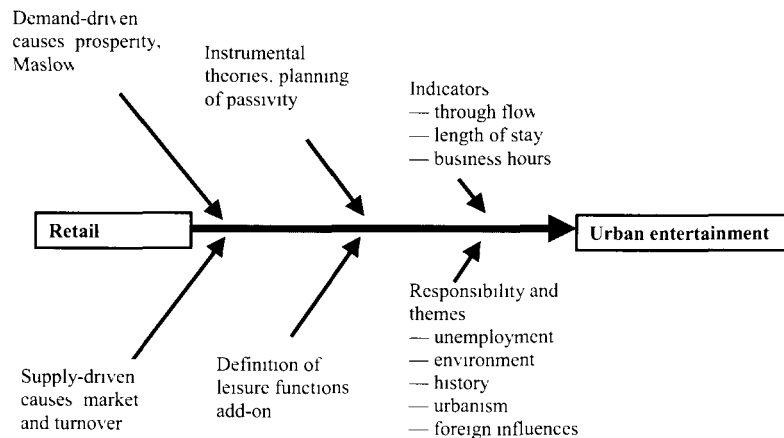 Demand-driven
causes prosperity,
Maslow
Instrumental
theories. planning
of passivity
Indicators
— through flow
— length of stay
— business hours
Retail
Urban entertainment
Supply-driven
causes market
and turnover
Definition of
leisure functions
add-on
Responsibility and
themes
— unemployment
— environment
— history
— urbanism
— foreign influences